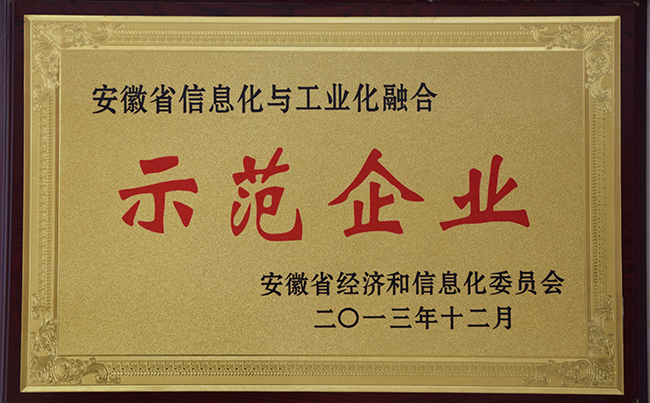 安徽省信息化与工业化融合
示范企业
安徽省经济和信息化委员会
二〇一三年十二月